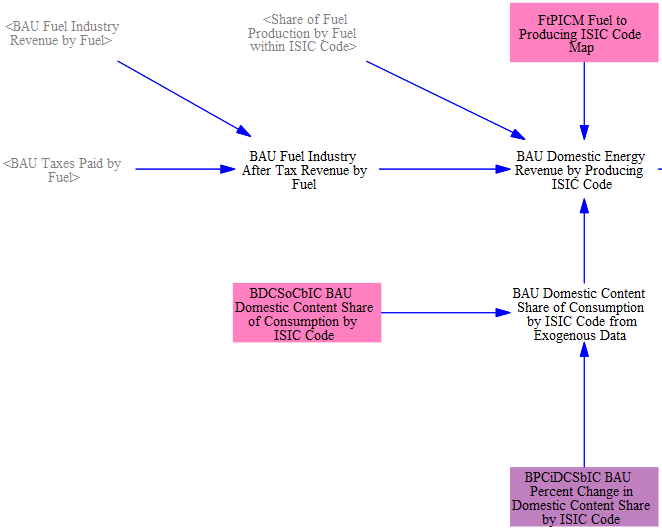 <BAU Fuel Industry
Revenue by Fuel>
<Share of Fuel
Production by Fuel
within ISIC Code>
FtPICM Fuel to
Producing ISIC Code
Map
<BAU Taxes Paid by
Fuel>
BAU Fuel Industry
After Tax Revenue by
Fuel
BAU Domestic Energy
Revenue by Producing
ISIC Code
BDCSoCbIC BAU
Domestic Content Share
of Consumption by
ISIC Code
BAU Domestic Content
Share of Consumption
by ISIC Code from
Exogenous Data
BPCiDCSbIC BAU
Percent Change in
Domestic Content Share
by ISIC Code